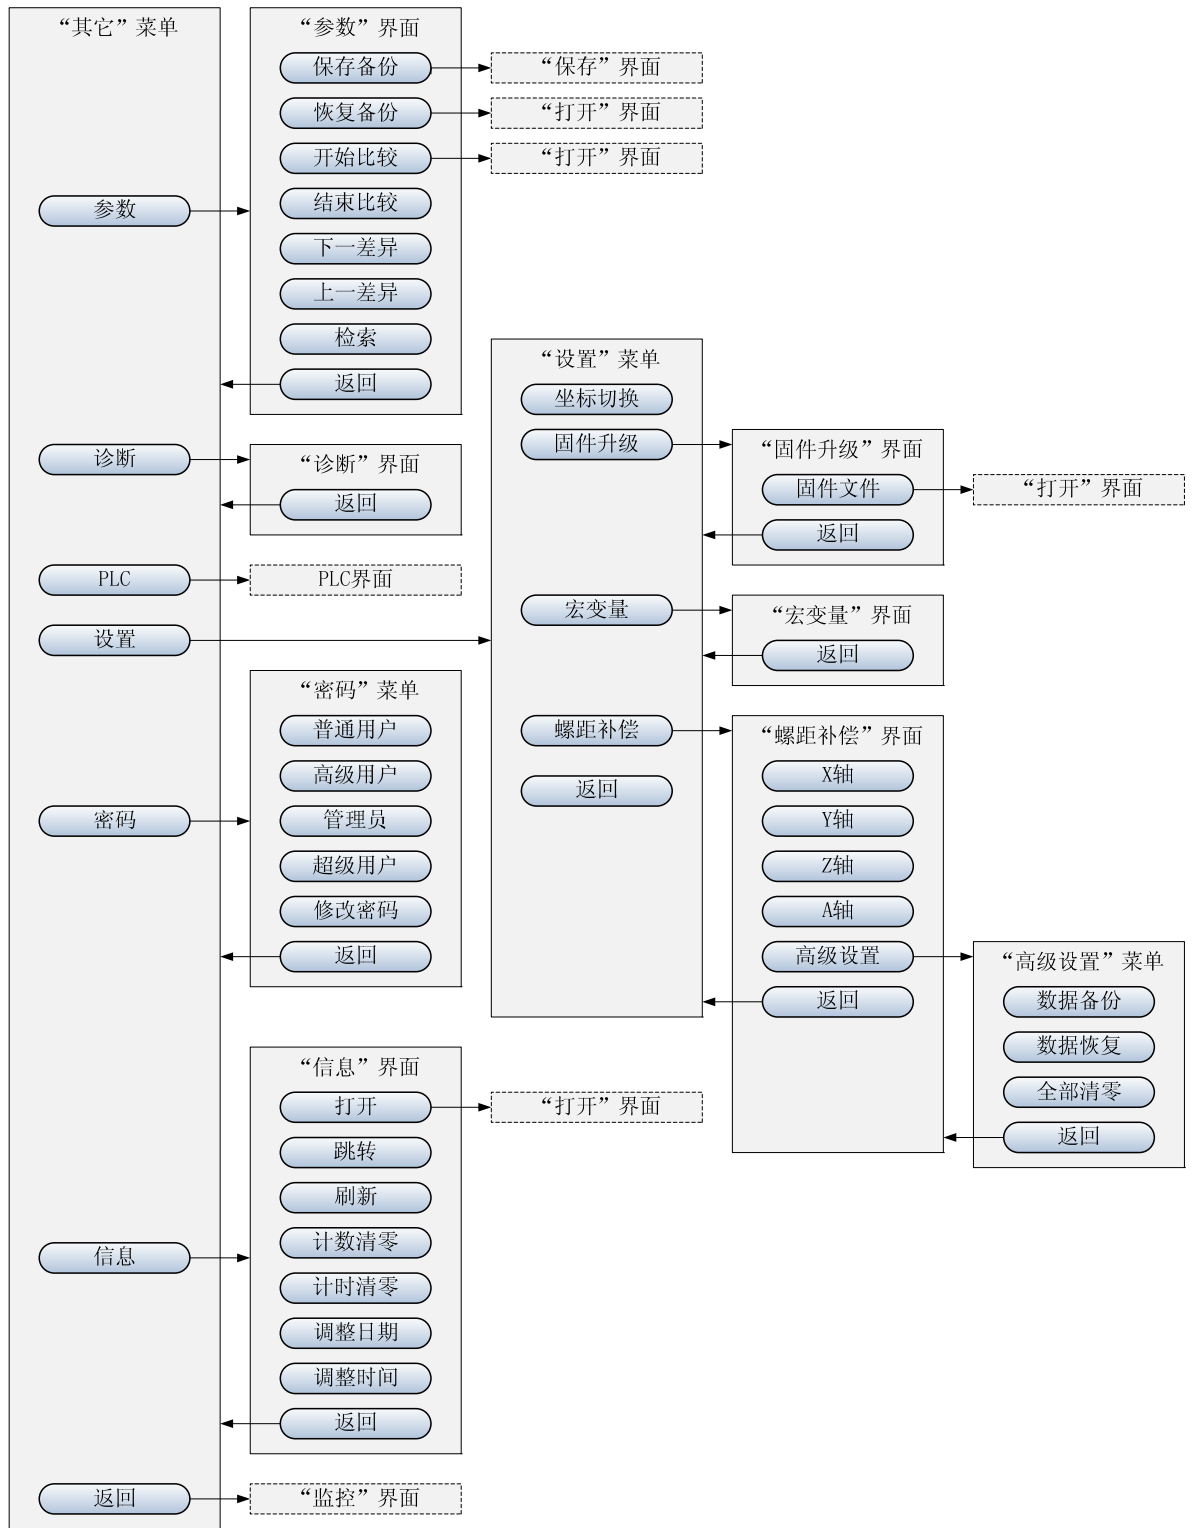 “其它”菜单
参数
诊断
PLC
设置
密码
信息
返回
“参数”界面
保存备份
恢复备份
开始比较
结束比较
下一差异
上一差异
检索
返回
“保存”界面
“打开”界面
“打开”界面
“诊断”界面
返回
PLC界面
“设置”菜单
坐标切换
固件升级
宏变量
螺距补偿
返回
“固件升级”界面
固件文件
返回
“打开”界面
“宏变量”界面
返回
“螺距补偿”界面
X轴
Y轴
Z轴
A轴
高级设置
返回
“高级设置”菜单
数据备份
数据恢复
全部清零
返回
“密码”菜单
普通用户
高级用户
管理员
超级用户
修改密码
返回
“信息”界面
打开
跳转
刷新
计数清零
计时清零
调整日期
调整时间
返回
“打开”界面
“监控”界面